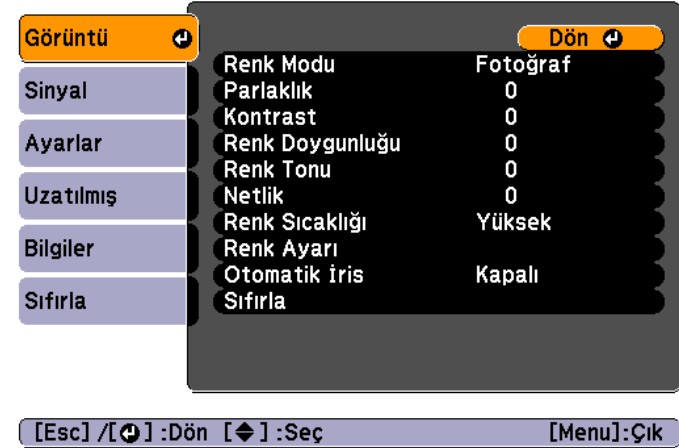 Görüntü
Sinyal
Ayarlar
Uzatılmış
Bilgiler
Sıfırla
Dön
Renk Modu Fotoğraf
Parlaklık 0
Kontrast 0
Renk Doygunluğu 0
Renk Tonu 0
Netlik 0
Renk Sıcaklığı Yüksek
Renk Ayarı
Otomatik İris Kapalı
Sıfırla
[Esc] /[⏎] :Dön [◆] :Seç [Menu]:Çık